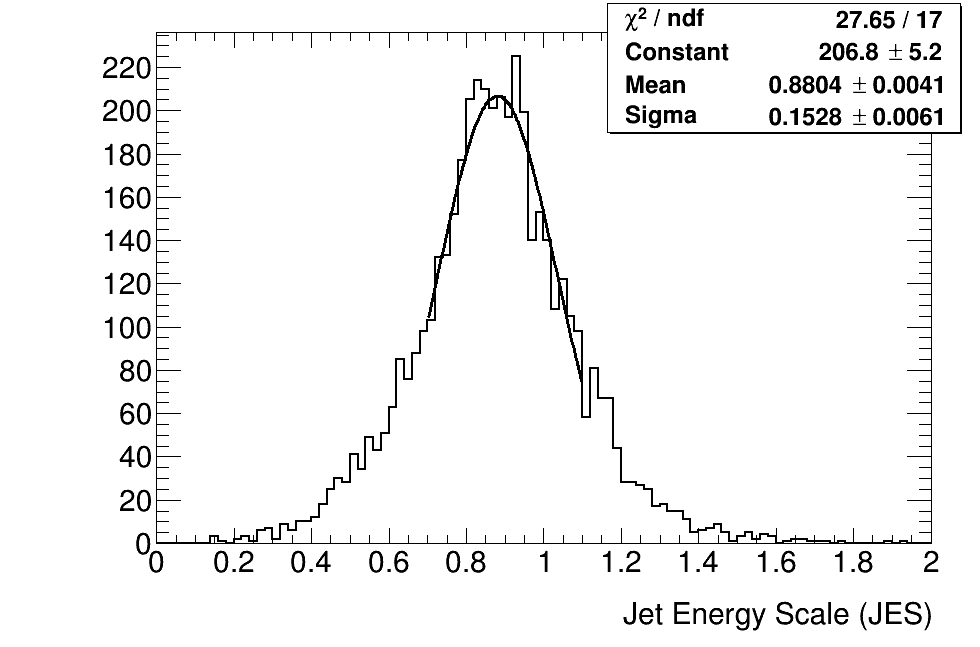 χ² / ndf 27.65 / 17
Constant 206.8 ± 5.2
Mean 0.8804 ± 0.0041
Sigma 0.1528 ± 0.0061
220
200
180
160
140
120
100
80
60
40
20
0
0 0.2 0.4 0.6 0.8 1 1.2 1.4 1.6 1.8 2
Jet Energy Scale (JES)